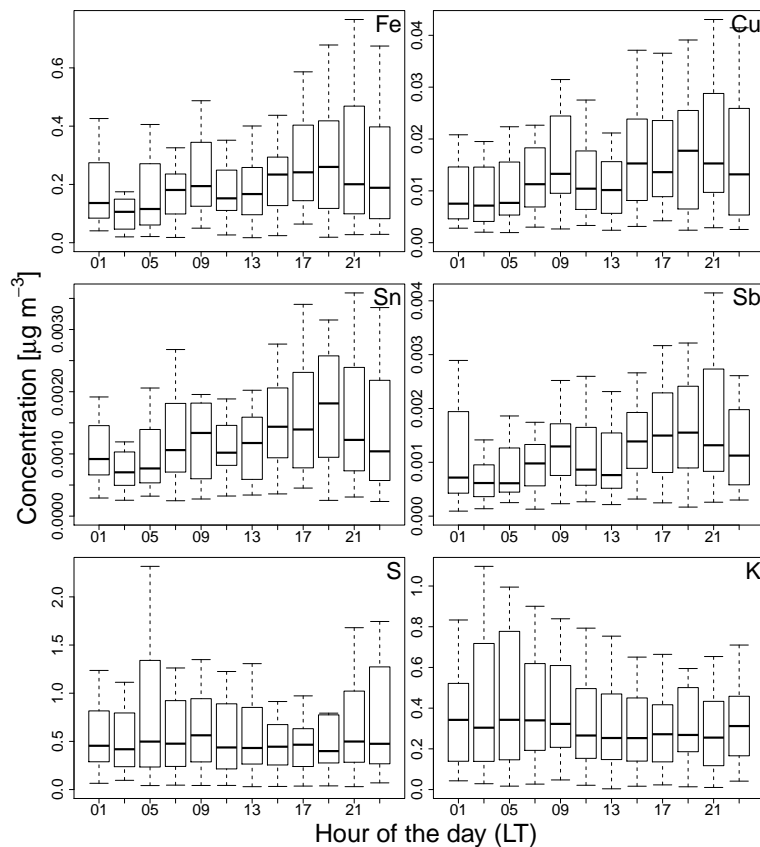 Fe
0.0 0.2 0.4 0.6
01 05 09 13 17 21
Cu
0.00 0.01 0.02 0.03 0.04
01 05 09 13 17 21
Sn
0.0000 0.0010 0.0020 0.0030
01 05 09 13 17 21
Sb
0.000 0.001 0.002 0.003 0.004
01 05 09 13 17 21
S
0.0 0.5 1.0 1.5 2.0
01 05 09 13 17 21
K
0.0 0.2 0.4 0.6 0.8 1.0
01 05 09 13 17 21
Concentration [µg m⁻³]
Hour of the day (LT)